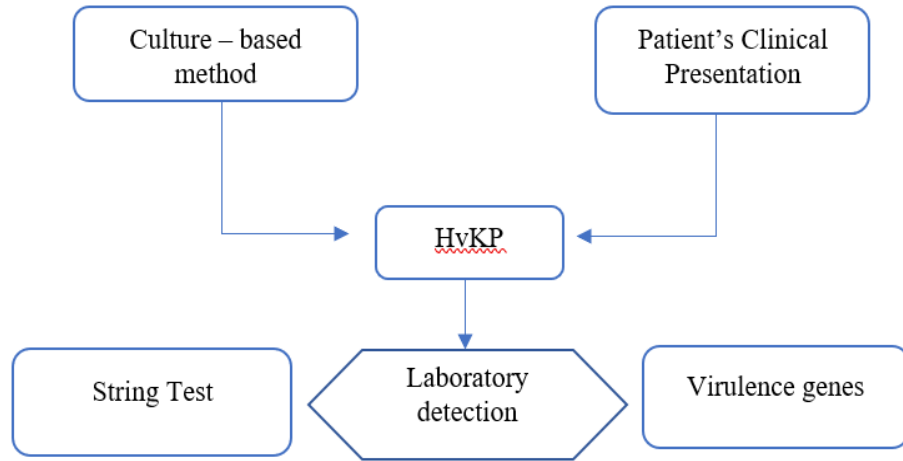 Culture – based
method
Patient's Clinical
Presentation
HvKP
String Test
Laboratory
detection
Virulence genes